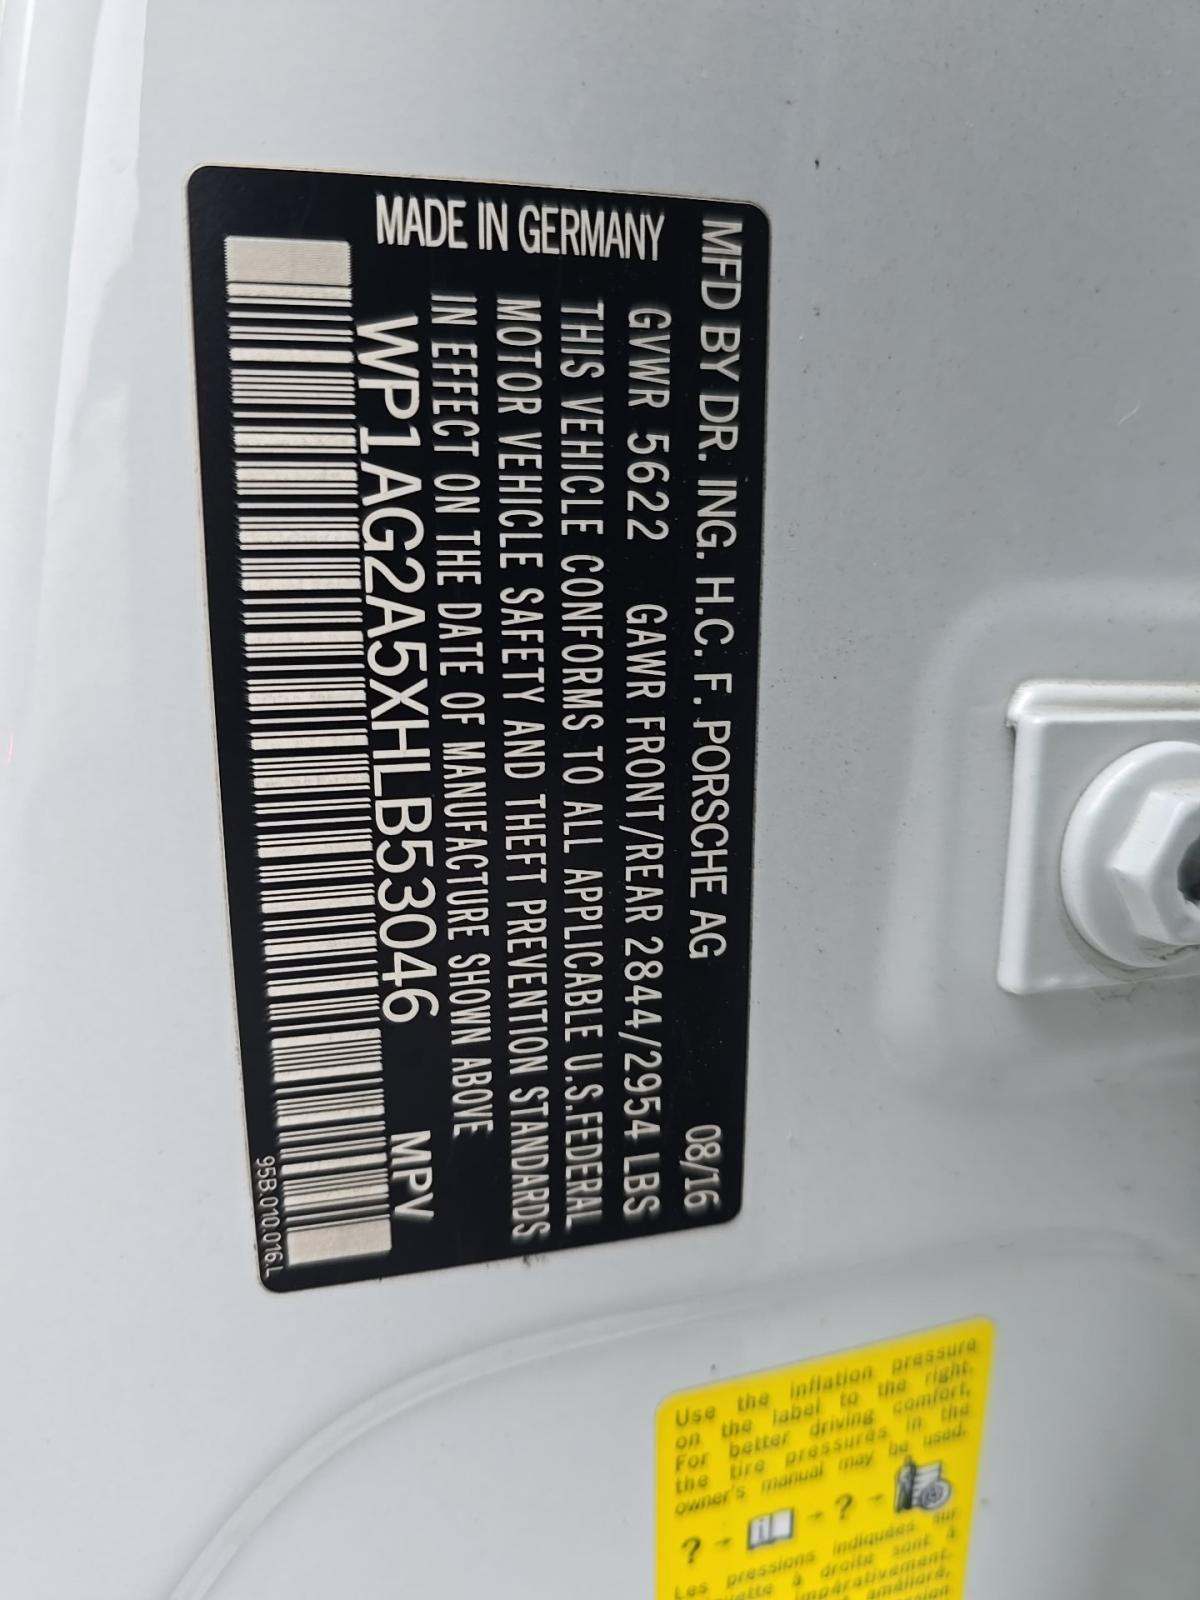 MFD BY DR. ING. H.C. F. PORSCHE AG 08/16
GVWR 5622 GAWR FRONT/REAR 2844/2954 LBS
THIS VEHICLE CONFORMS TO ALL APPLICABLE U.S.FEDERAL
MOTOR VEHICLE SAFETY AND THEFT PREVENTION STANDARDS
IN EFFECT ON THE DATE OF MANUFACTURE SHOWN ABOVE
MADE IN GERMANY
WP1AG2A5XHLB53046 MPV
95B.010.016.L
Use the inflation pressure
on the label to the right.
For better driving comfort,
the tire pressures in the
owner's manual may be used.
? - i - ? -
Les pressions indiquées sur
à droite sont à
impérativement.